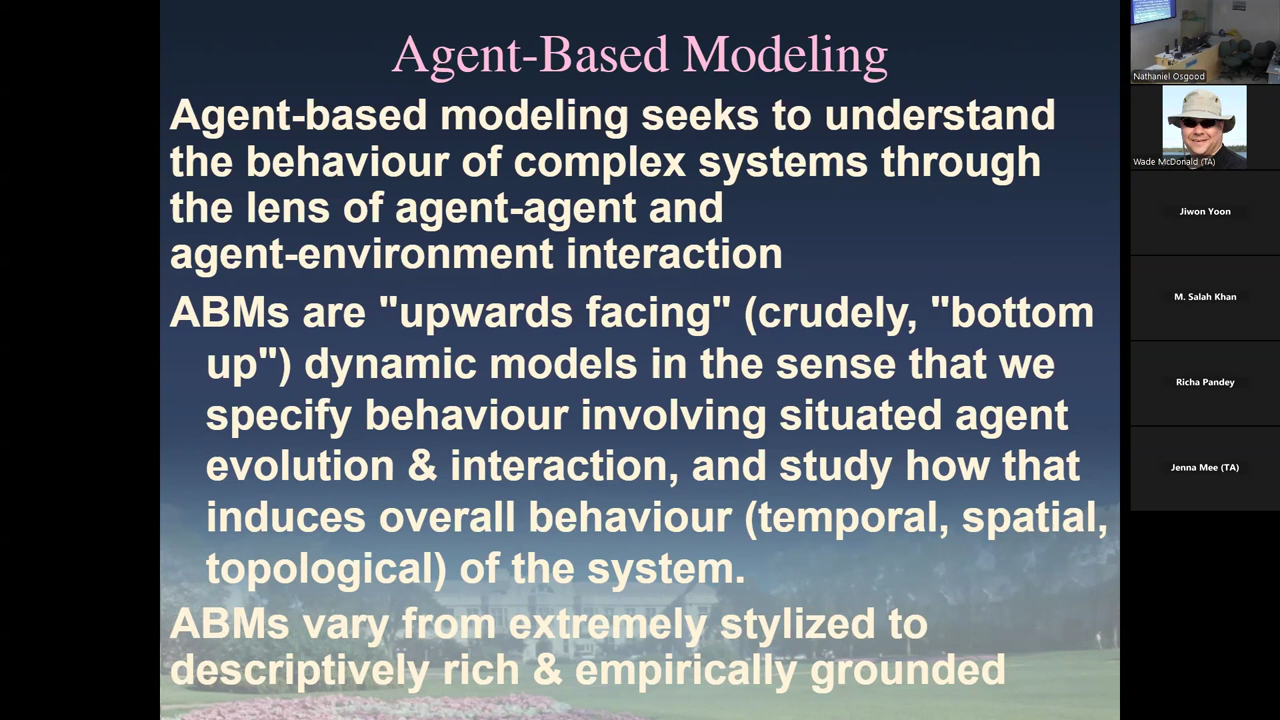 Agent-Based Modeling
Agent-based modeling seeks to understand
the behaviour of complex systems through
the lens of agent-agent and
agent-environment interaction
ABMs are "upwards facing" (crudely, "bottom
up") dynamic models in the sense that we
specify behaviour involving situated agent
evolution & interaction, and study how that
induces overall behaviour (temporal, spatial,
topological) of the system.
ABMs vary from extremely stylized to
descriptively rich & empirically grounded
Nathaniel Osgood
Wade McDonald (TA)
Jiwon Yoon
M. Salah Khan
Richa Pandey
Jenna Mee (TA)